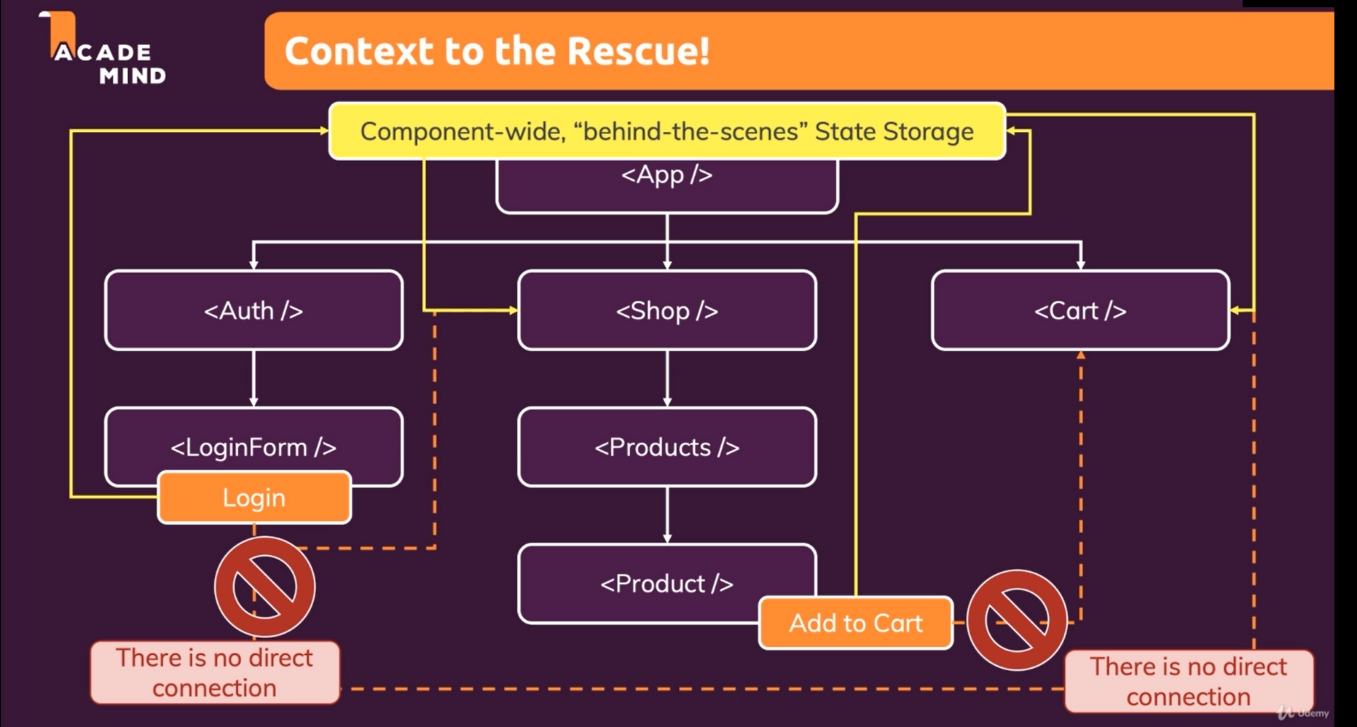 ACADE
MIND
Context to the Rescue!
Component-wide, “behind-the-scenes” State Storage
<App />
<Auth />
<Shop />
<Cart />
<LoginForm />
<Products />
Login
<Product />
Add to Cart
There is no direct
connection
There is no direct
connection
Udemy